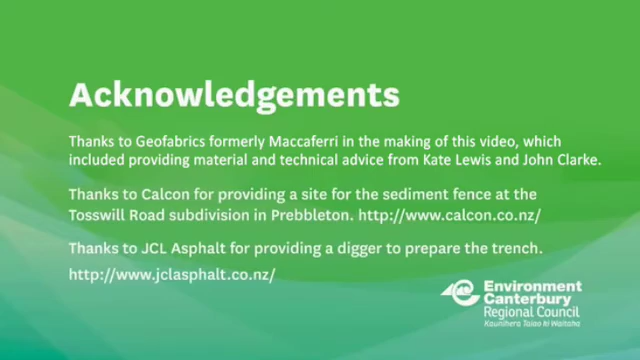 Acknowledgements
Thanks to Geofabrics formerly Maccaferri in the making of this video, which
included providing material and technical advice from Kate Lewis and John Clarke.
Thanks to Calcon for providing a site for the sediment fence at the
Tosswill Road subdivision in Prebbleton. http://www.calcon.co.nz/
Thanks to JCL Asphalt for providing a digger to prepare the trench.
http://www.jclasphalt.co.nz/
Environment
Canterbury
Regional Council
Kaunihera Taiao ki Waitaha